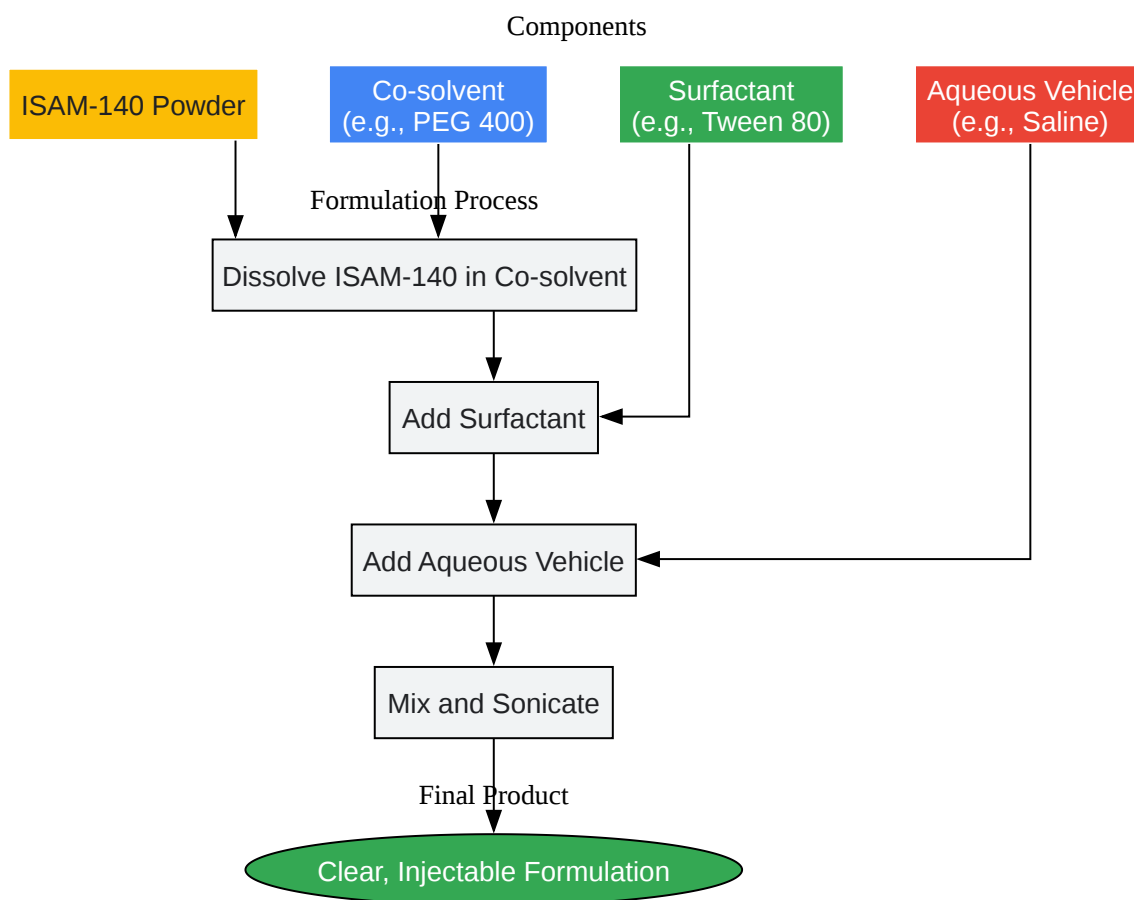 Components
ISAM-140 Powder
Co-solvent
(e.g., PEG 400)
Surfactant
(e.g., Tween 80)
Aqueous Vehicle
(e.g., Saline)
Formulation Process
Dissolve ISAM-140 in Co-solvent
Add Surfactant
Add Aqueous Vehicle
Mix and Sonicate
Final Product
Clear, Injectable Formulation